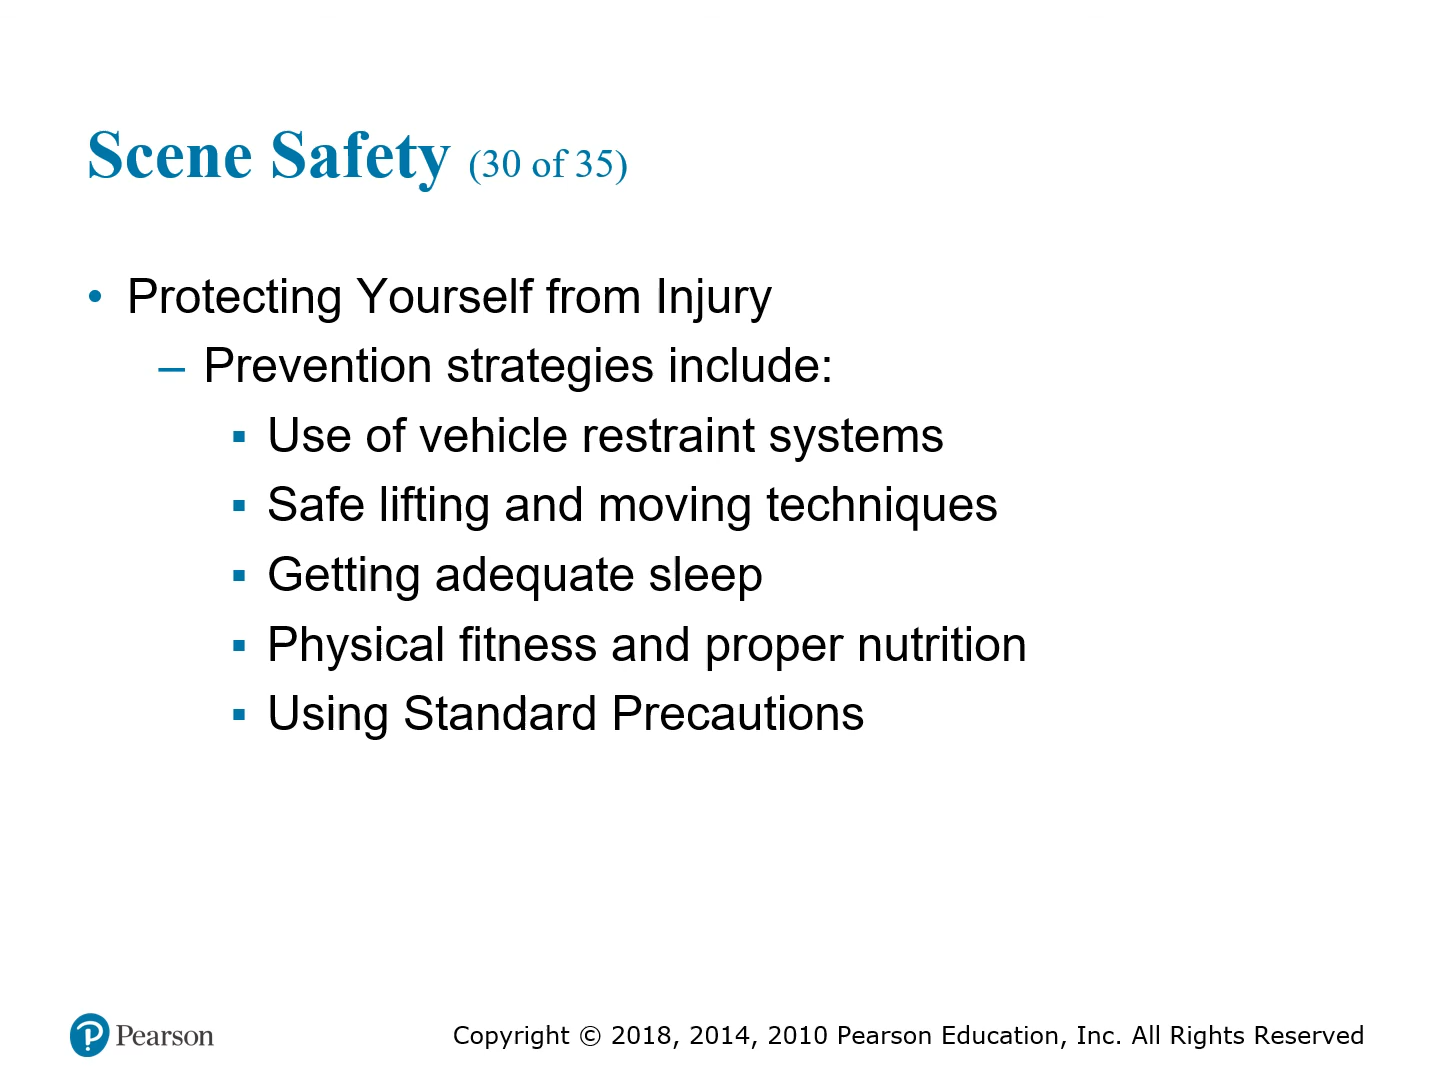 Scene Safety (30 of 35)
• Protecting Yourself from Injury
– Prevention strategies include:
▪ Use of vehicle restraint systems
▪ Safe lifting and moving techniques
▪ Getting adequate sleep
▪ Physical fitness and proper nutrition
▪ Using Standard Precautions
Pearson
Copyright © 2018, 2014, 2010 Pearson Education, Inc. All Rights Reserved